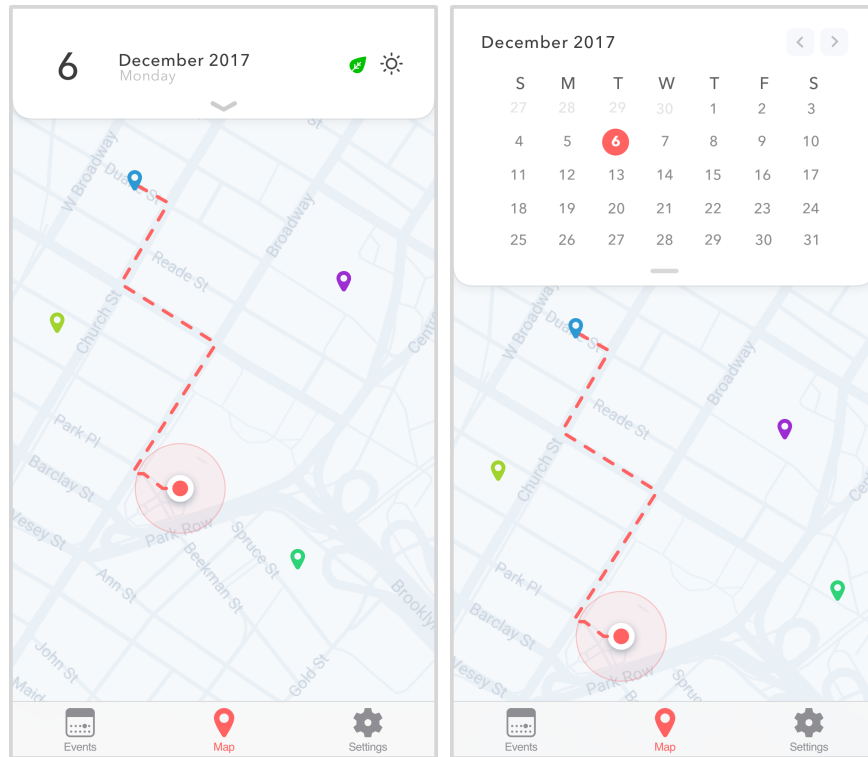 6
December 2017
Monday
St
W Broadway
Duane St
Broadway
Reade St
Church St
Centr
Park Pl
Barclay St
Vesey St
Park Row
Spruce St
Beekman St
Ann St
Brooklyn
John St
Gold St
Maid
Events
Map
Settings
December 2017
S M T W T F S
27 28 29 30 1 2 3
4 5 6 7 8 9 10
11 12 13 14 15 16 17
18 19 20 21 22 23 24
25 26 27 28 29 30 31
W Broadway
Duane St
Broadway
Reade St
Church St
Cen
Park Pl
Barclay St
Vesey St
Park Row
Events
Map
Settings